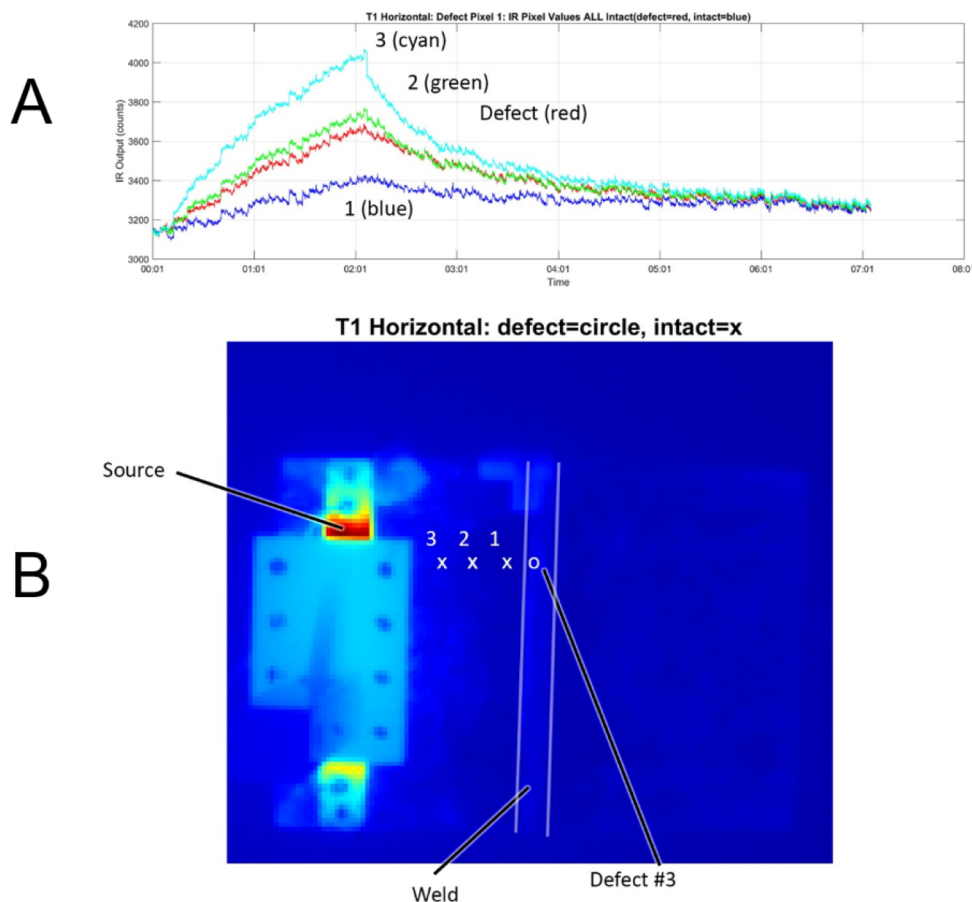 A
T1 Horizontal: Defect Pixel 1: IR Pixel Values ALL Intact(defect=red, intact=blue)
4200
4000
3800
3600
3400
3200
3000
IR Output (counts)
3 (cyan)
2 (green)
Defect (red)
1 (blue)
00:01 01:01 02:01 03:01 04:01 05:01 06:01 07:01 08:01
Time
B
T1 Horizontal: defect=circle, intact=x
Source
3 2 1
x x x o
Weld
Defect #3